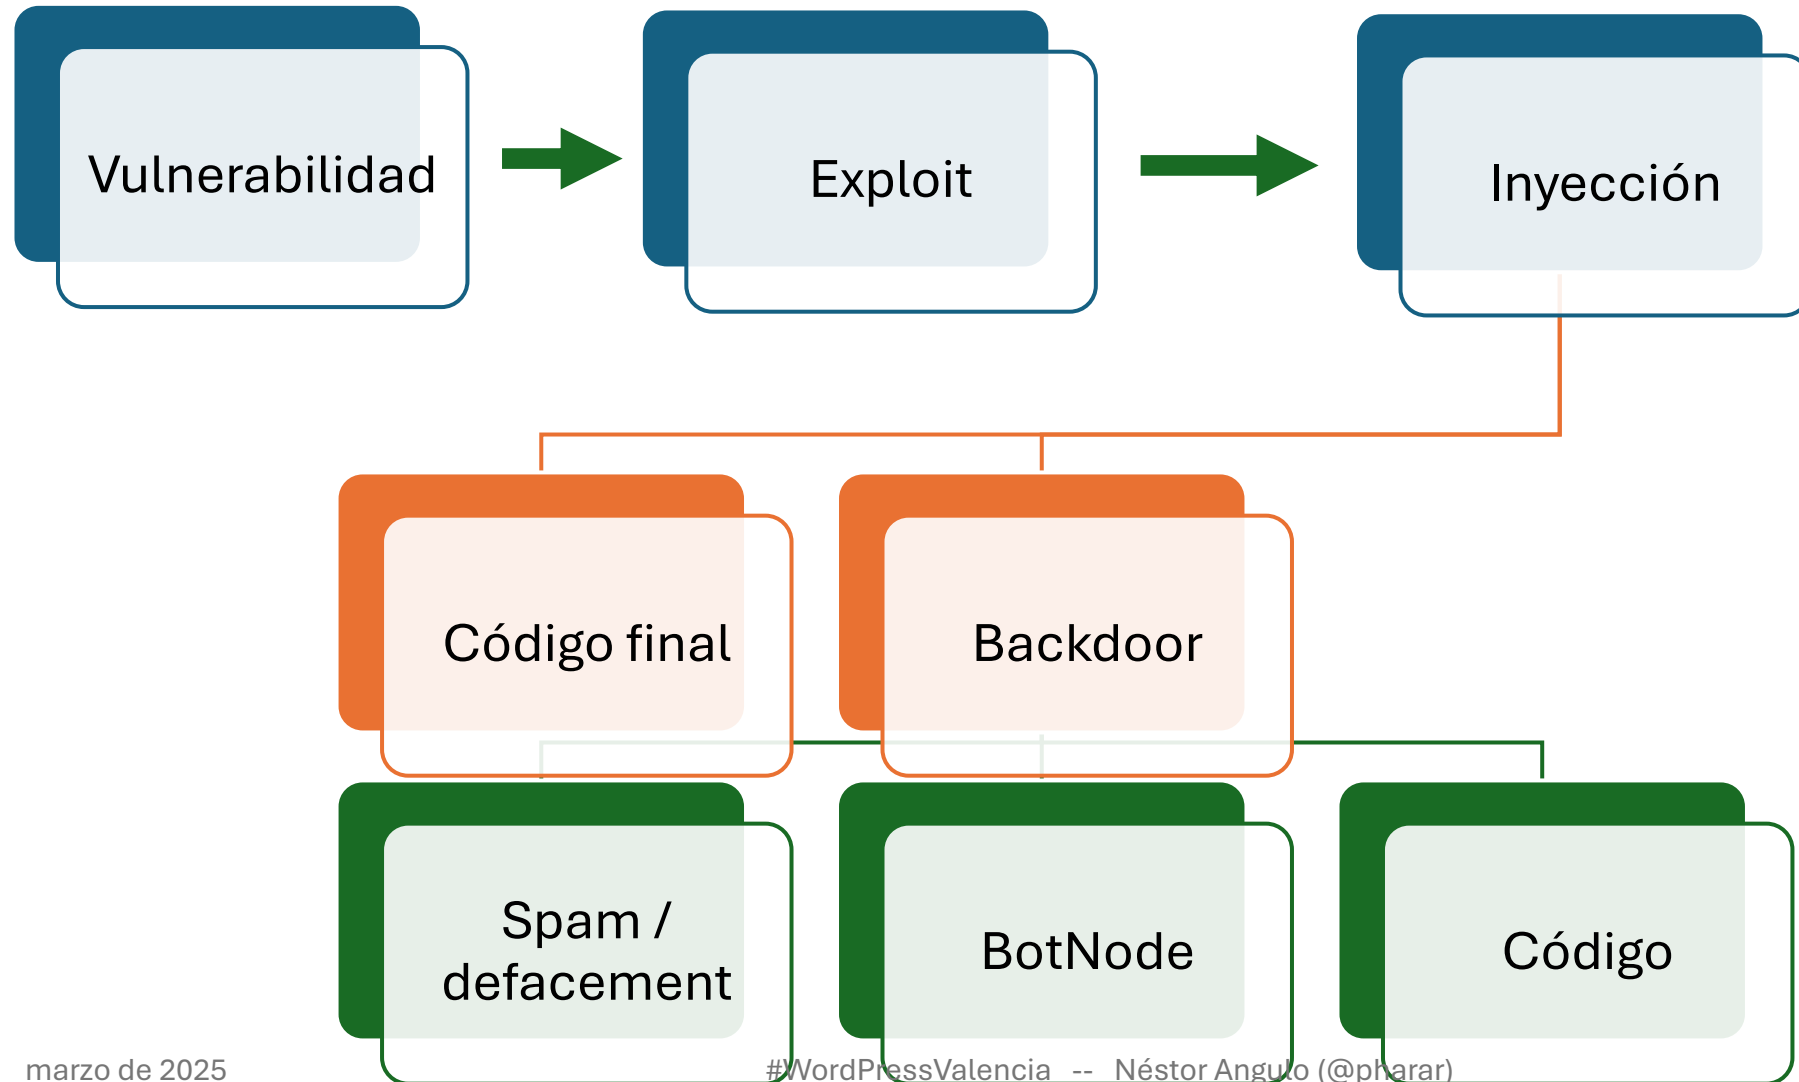 Vulnerabilidad
Exploit
Inyección
Código final
Backdoor
Spam /
defacement
BotNode
Código
marzo de 2025
#WordPressValencia -- Néstor Angulo (@pharar)